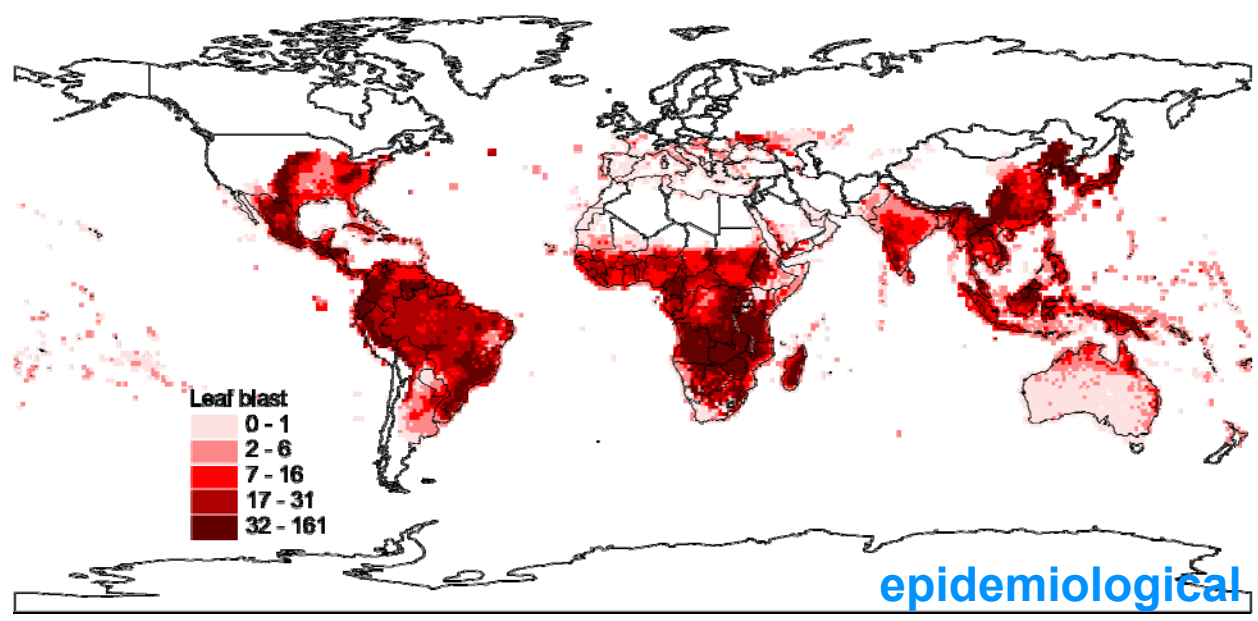 Leaf blast
0 - 1
2 - 6
7 - 16
17 - 31
32 - 161
epidemiological